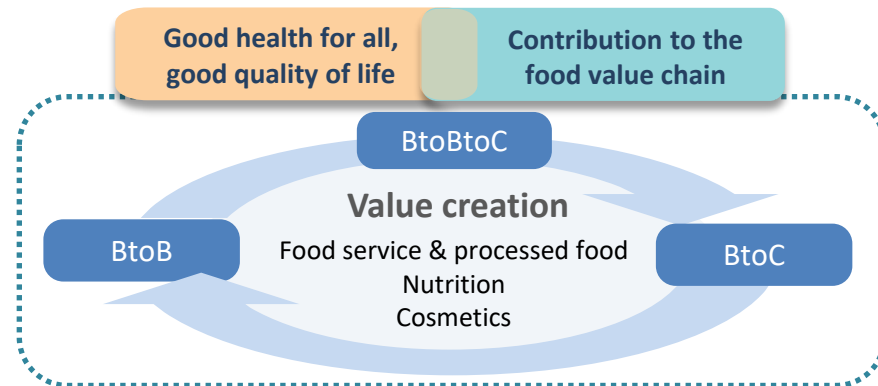 Good health for all,
good quality of life
Contribution to the
food value chain
BtoBtoC
Value creation
BtoB
Food service & processed food
BtoC
Nutrition
Cosmetics